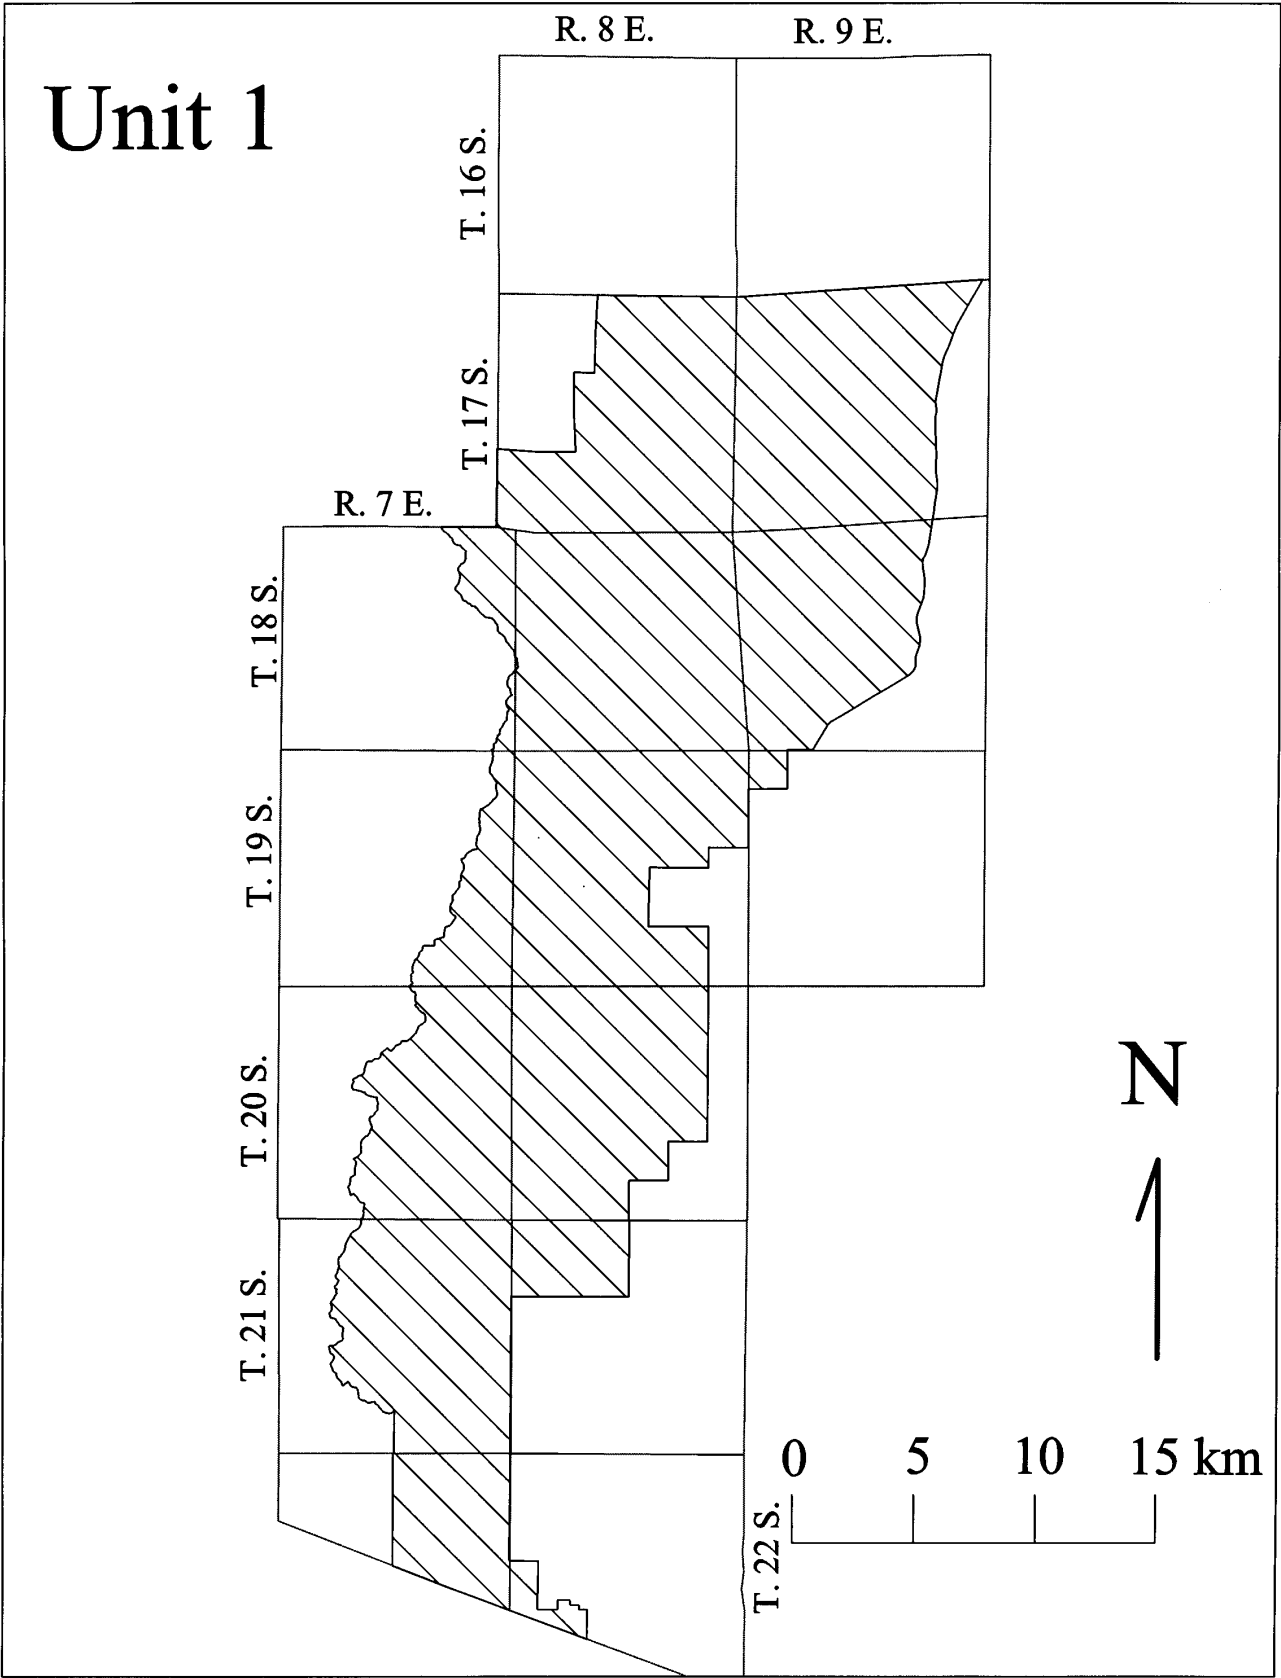 R. 8 E.
R. 9 E.
Unit 1
T. 16 S.
T. 17 S.
R. 7 E.
T. 18 S.
T. 19 S.
T. 20 S.
N
T. 21 S.
0 5 10 15 km
T. 22 S.